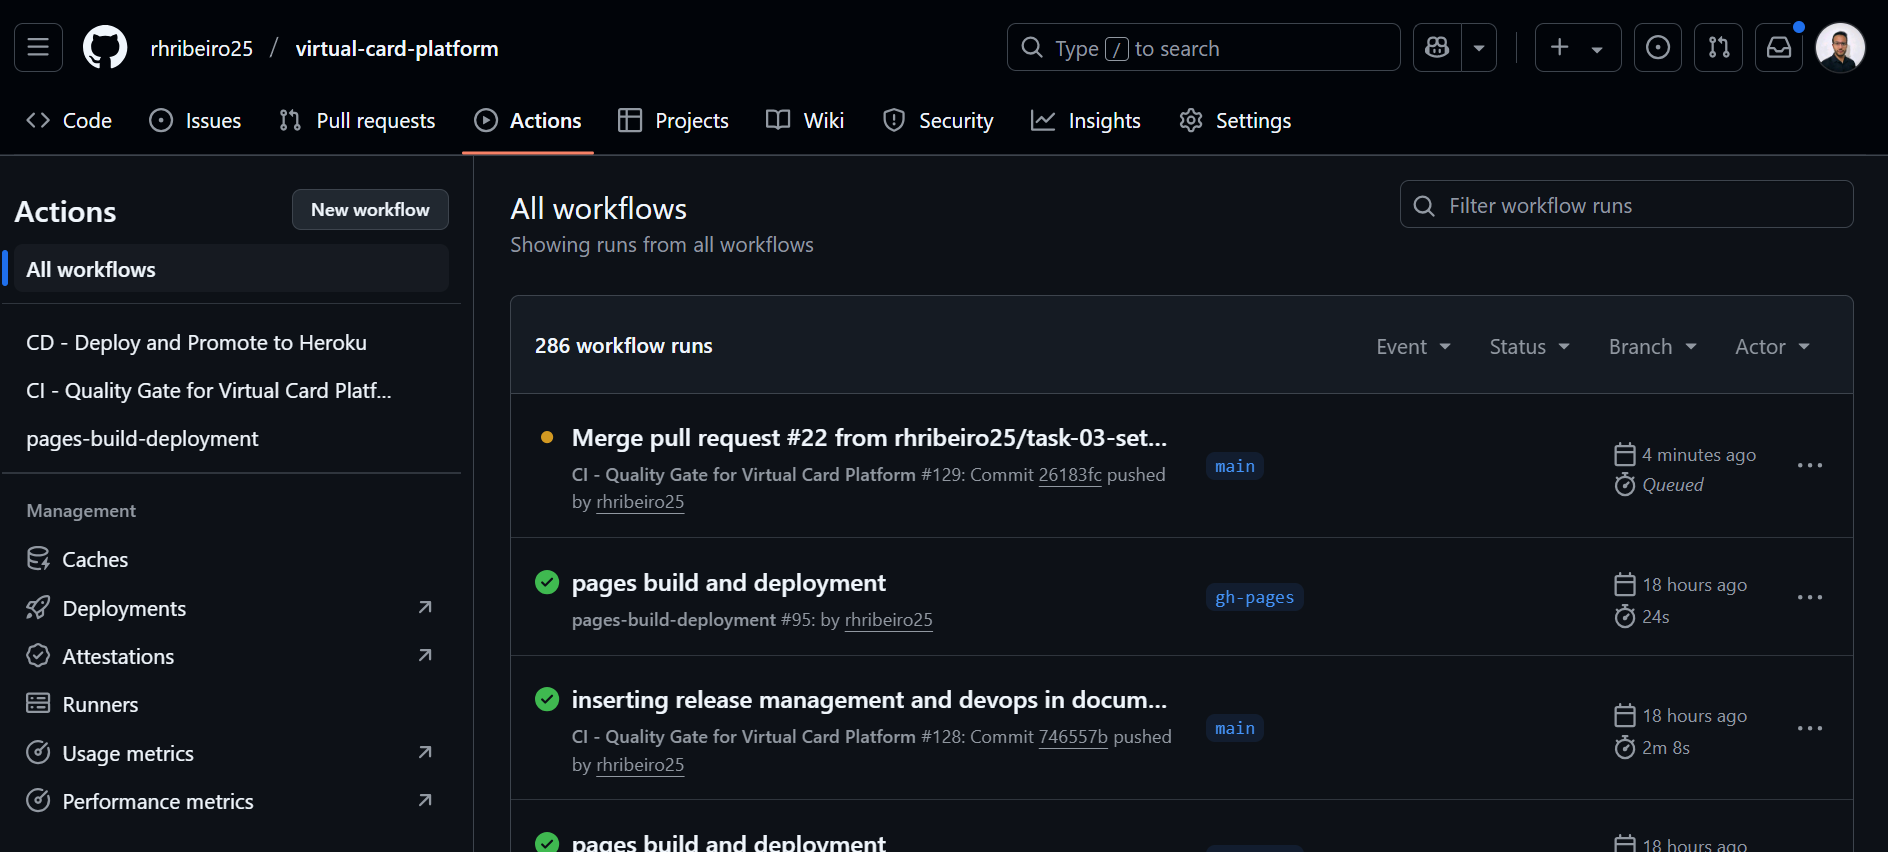 rhribeiro25 / virtual-card-platform
Type / to search
Code
Issues
Pull requests
Actions
Projects
Wiki
Security
Insights
Settings
Actions
New workflow
All workflows
CD - Deploy and Promote to Heroku
CI - Quality Gate for Virtual Card Platf...
pages-build-deployment
Management
Caches
Deployments
Attestations
Runners
Usage metrics
Performance metrics
All workflows
Showing runs from all workflows
Filter workflow runs
286 workflow runs
Event
Status
Branch
Actor
Merge pull request #22 from rhribeiro25/task-03-set...
CI - Quality Gate for Virtual Card Platform #129: Commit 26183fc pushed
by rhribeiro25
main
4 minutes ago
Queued
pages build and deployment
pages-build-deployment #95: by rhribeiro25
gh-pages
18 hours ago
24s
inserting release management and devops in docum...
CI - Quality Gate for Virtual Card Platform #128: Commit 746557b pushed
by rhribeiro25
main
18 hours ago
2m 8s
pages build and deployment
18 hours ago